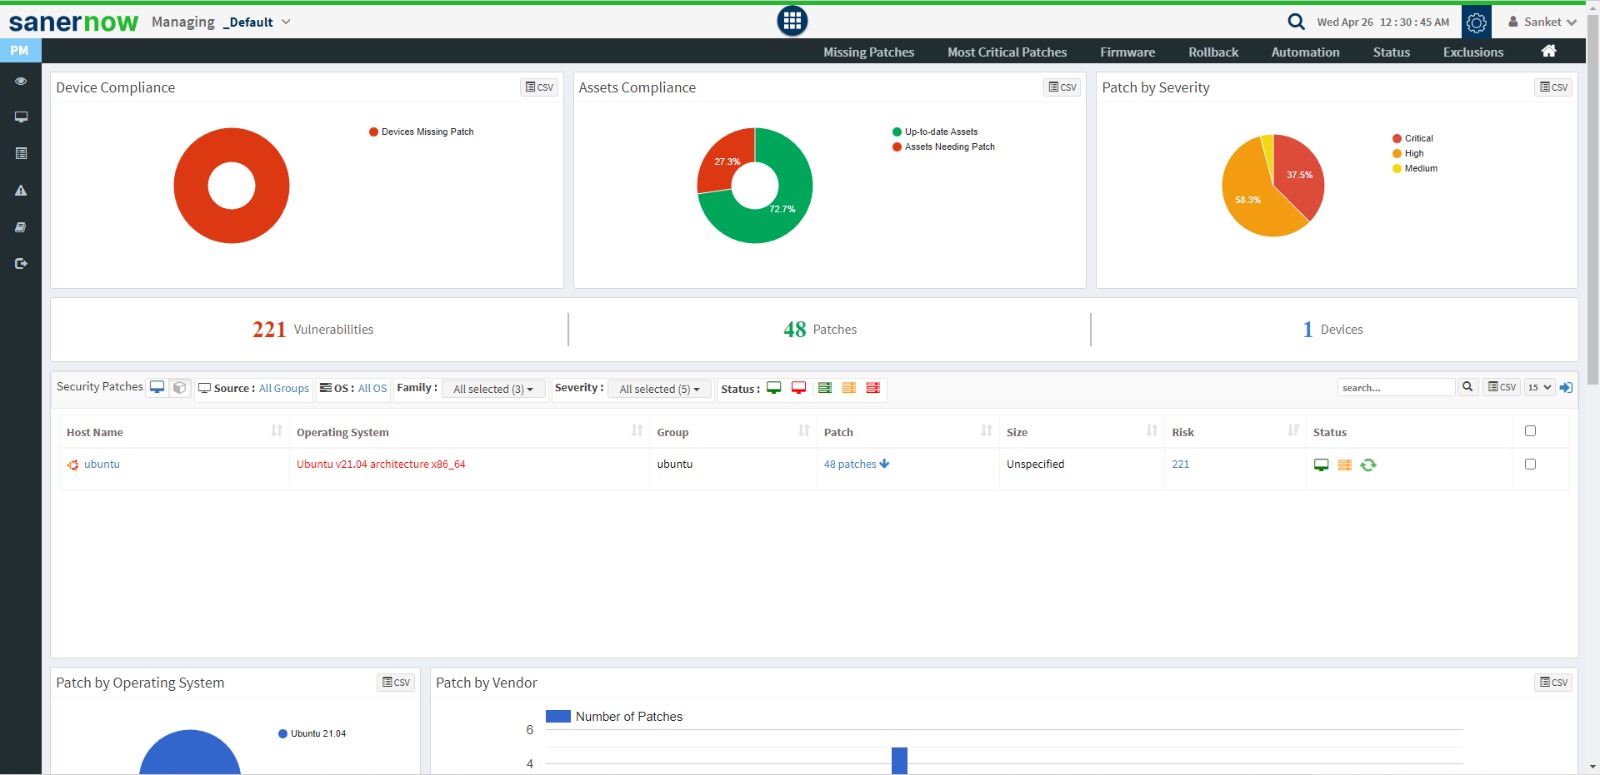 sanernow Managing _Default
Wed Apr 26 12 : 30 : 45 AM Sanket
PM
Missing Patches Most Critical Patches Firmware Rollback Automation Status Exclusions
Device Compliance CSV
Devices Missing Patch
Assets Compliance CSV
Up-to-date Assets
Assets Needing Patch
27.3%
72.7%
Patch by Severity CSV
Critical
High
Medium
37.5%
58.3%
221 Vulnerabilities
48 Patches
1 Devices
Security Patches Source : All Groups OS : All OS Family : All selected (3) Severity : All selected (5) Status : search... CSV 15
Host Name Operating System Group Patch Size Risk Status
ubuntu Ubuntu v21.04 architecture x86_64 ubuntu 48 patches Unspecified 221
Patch by Operating System CSV
Ubuntu 21.04
Patch by Vendor CSV
Number of Patches
6
4